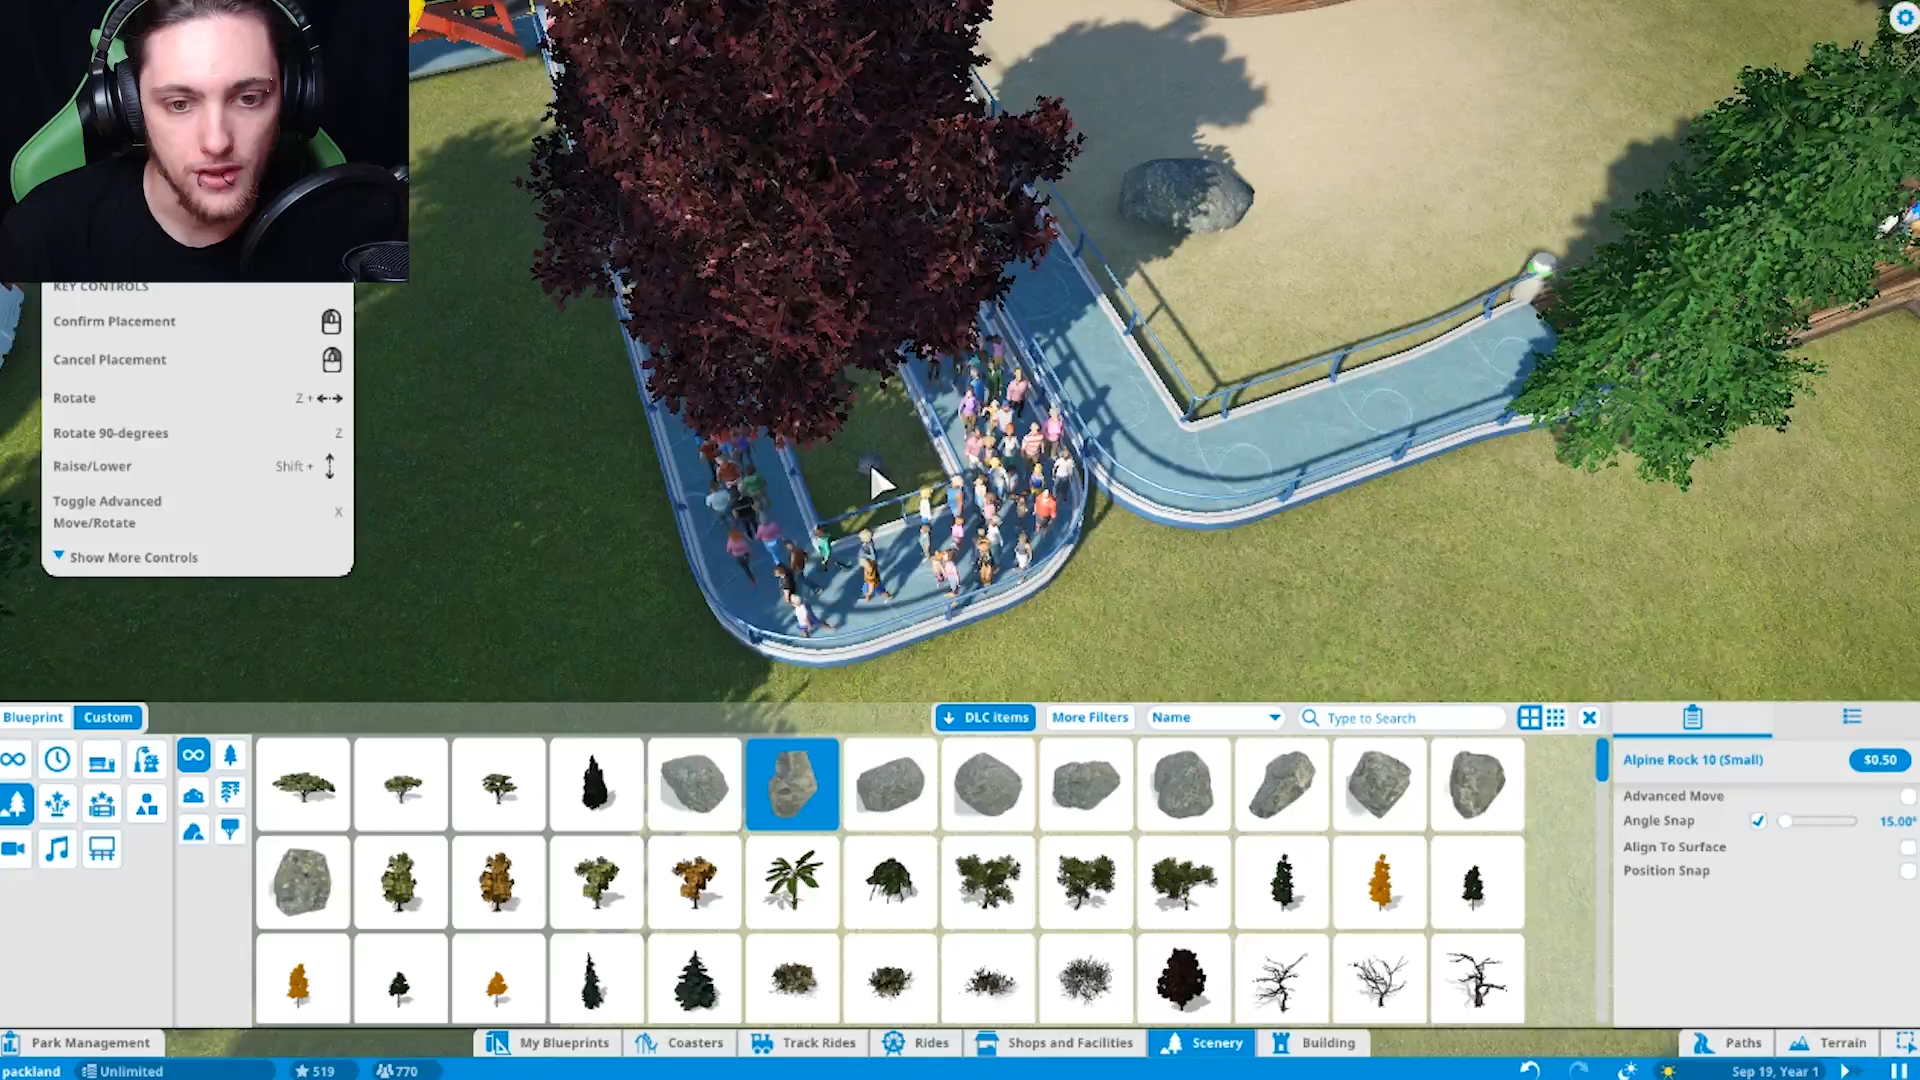 KEY CONTROLS
Confirm Placement
Cancel Placement
Rotate Z +
Rotate 90-degrees Z
Raise/Lower Shift +
Toggle Advanced
Move/Rotate X
Show More Controls
Blueprint Custom
DLC items More Filters Name Type to Search
Alpine Rock 10 (Small) $0.50
Advanced Move
Angle Snap 15.00°
Align To Surface
Position Snap
Park Management My Blueprints Coasters Track Rides Rides Shops and Facilities Scenery Building Paths Terrain
packland Unlimited 519 770 Sep 19, Year 1